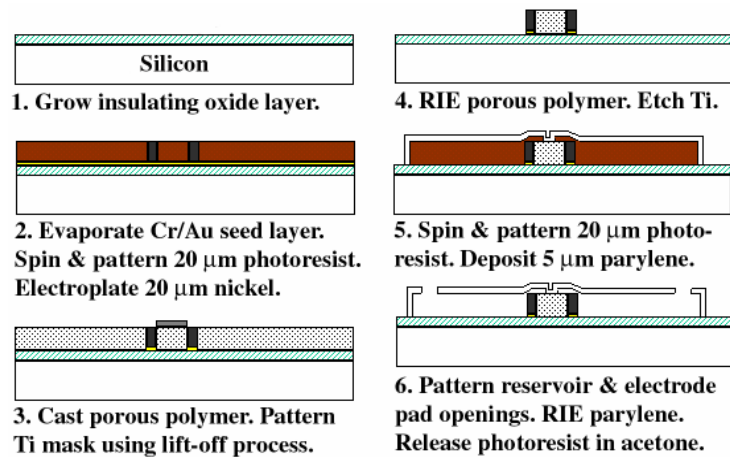 Silicon
1. Grow insulating oxide layer.
2. Evaporate Cr/Au seed layer.
Spin & pattern 20 μm photoresist.
Electroplate 20 μm nickel.
3. Cast porous polymer. Pattern
Ti mask using lift-off process.
4. RIE porous polymer. Etch Ti.
5. Spin & pattern 20 μm photo-
resist. Deposit 5 μm parylene.
6. Pattern reservoir & electrode
pad openings. RIE parylene.
Release photoresist in acetone.